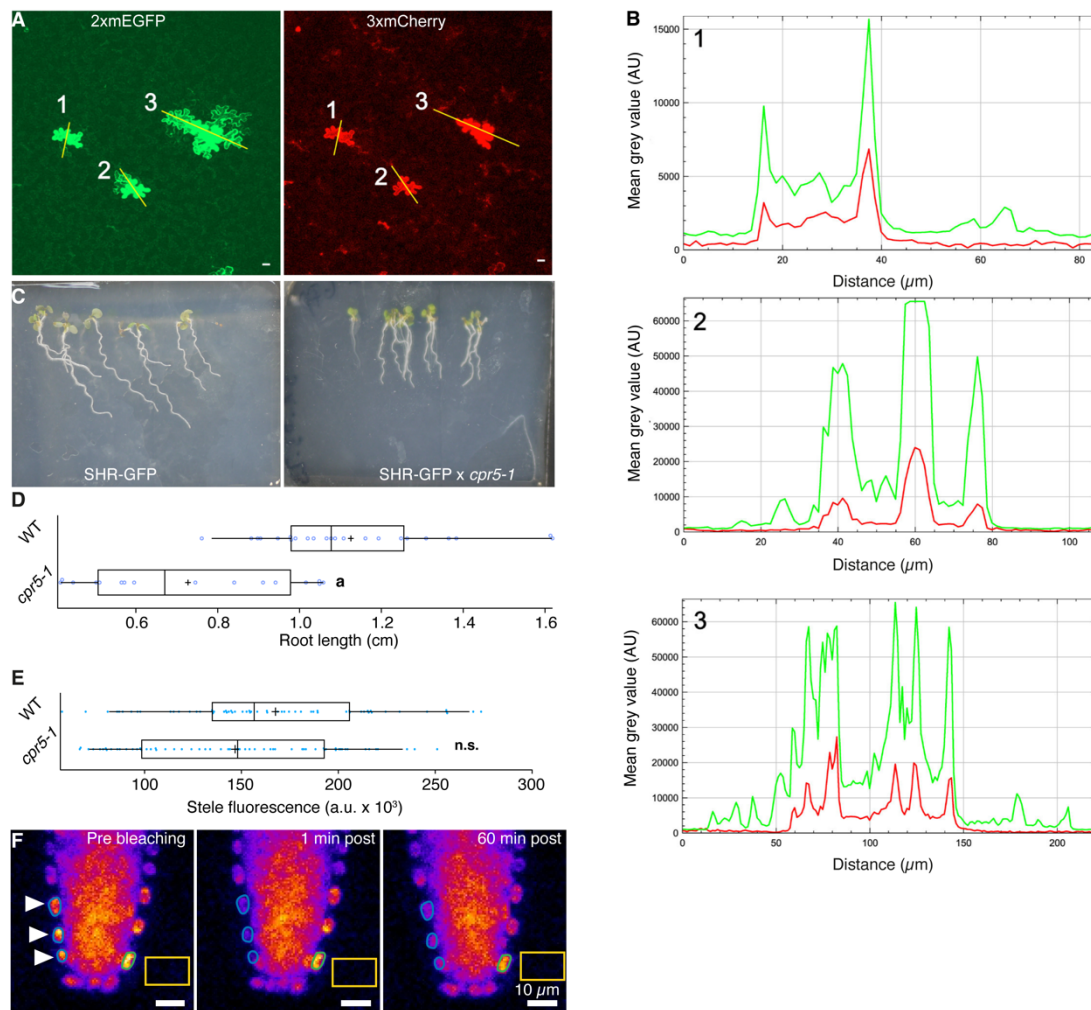 A
2xmEGFP
3xmCherry
1
2
3
1
2
3
B
1
Mean grey value (AU)
15000
10000
5000
0
0
20
40
60
80
Distance (µm)
2
Mean grey value (AU)
60000
50000
40000
30000
20000
10000
0
0
20
40
60
80
100
Distance (µm)
3
Mean grey value (AU)
60000
50000
40000
30000
20000
10000
0
0
50
100
150
200
Distance (µm)
C
SHR-GFP
SHR-GFP x cpr5-1
D
WT
cpr5-1
a
0.6
0.8
1.0
1.2
1.4
1.6
Root length (cm)
E
WT
cpr5-1
n.s.
100
150
200
250
300
Stele fluorescence (a.u. x 10³)
F
Pre bleaching
1 min post
60 min post
10 µm